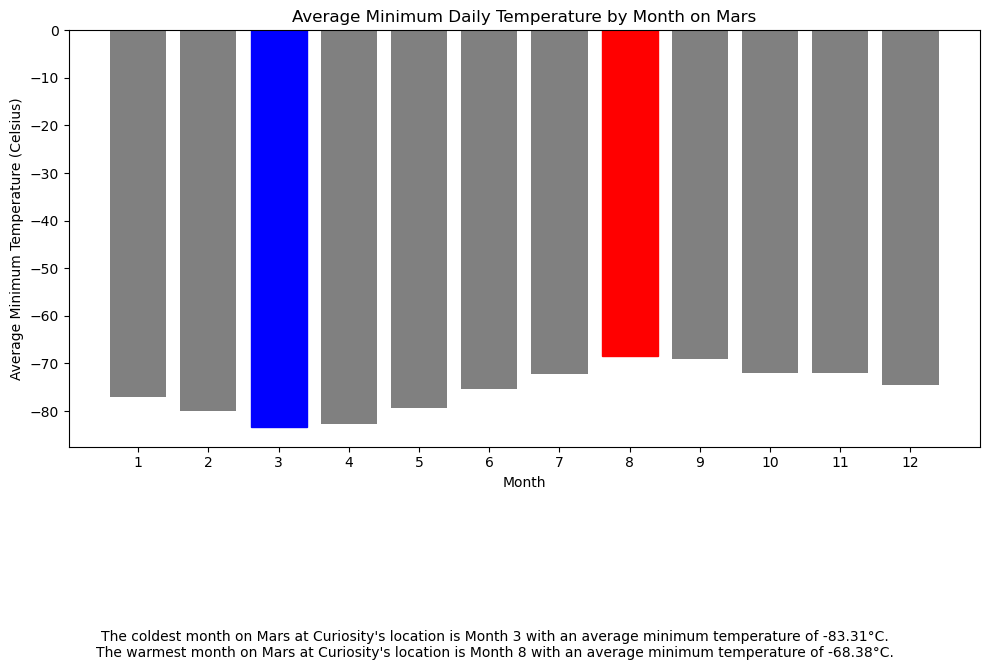 Average Minimum Daily Temperature by Month on Mars
Average Minimum Temperature (Celsius)
0
−10
−20
−30
−40
−50
−60
−70
−80
1 2 3 4 5 6 7 8 9 10 11 12
Month
The coldest month on Mars at Curiosity's location is Month 3 with an average minimum temperature of -83.31°C.
The warmest month on Mars at Curiosity's location is Month 8 with an average minimum temperature of -68.38°C.